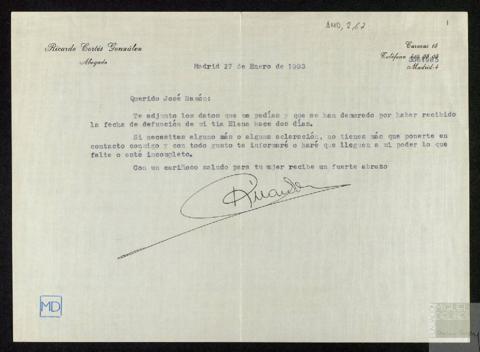 AMD, 2,62
1
Ricardo Cortés González
Abogado
Caracas 15
Teléfono
Madrid-4
Madrid 27 de Enero de 1983
Querido José Ramón:
Te adjunto los datos que me pedías y que se han demorado por haber recibido
la fecha de defunción de mi tía Elena hace dos días.
Si necesitas alguno más o alguna aclaración, no tienes más que ponerte en
contacto conmigo y con todo gusto te informaré o haré que lleguen a mi poder lo que
falte o esté incompleto.
Con un cariñoso saludo para tu mujer recibe un fuerte abrazo
Ricardo
MD